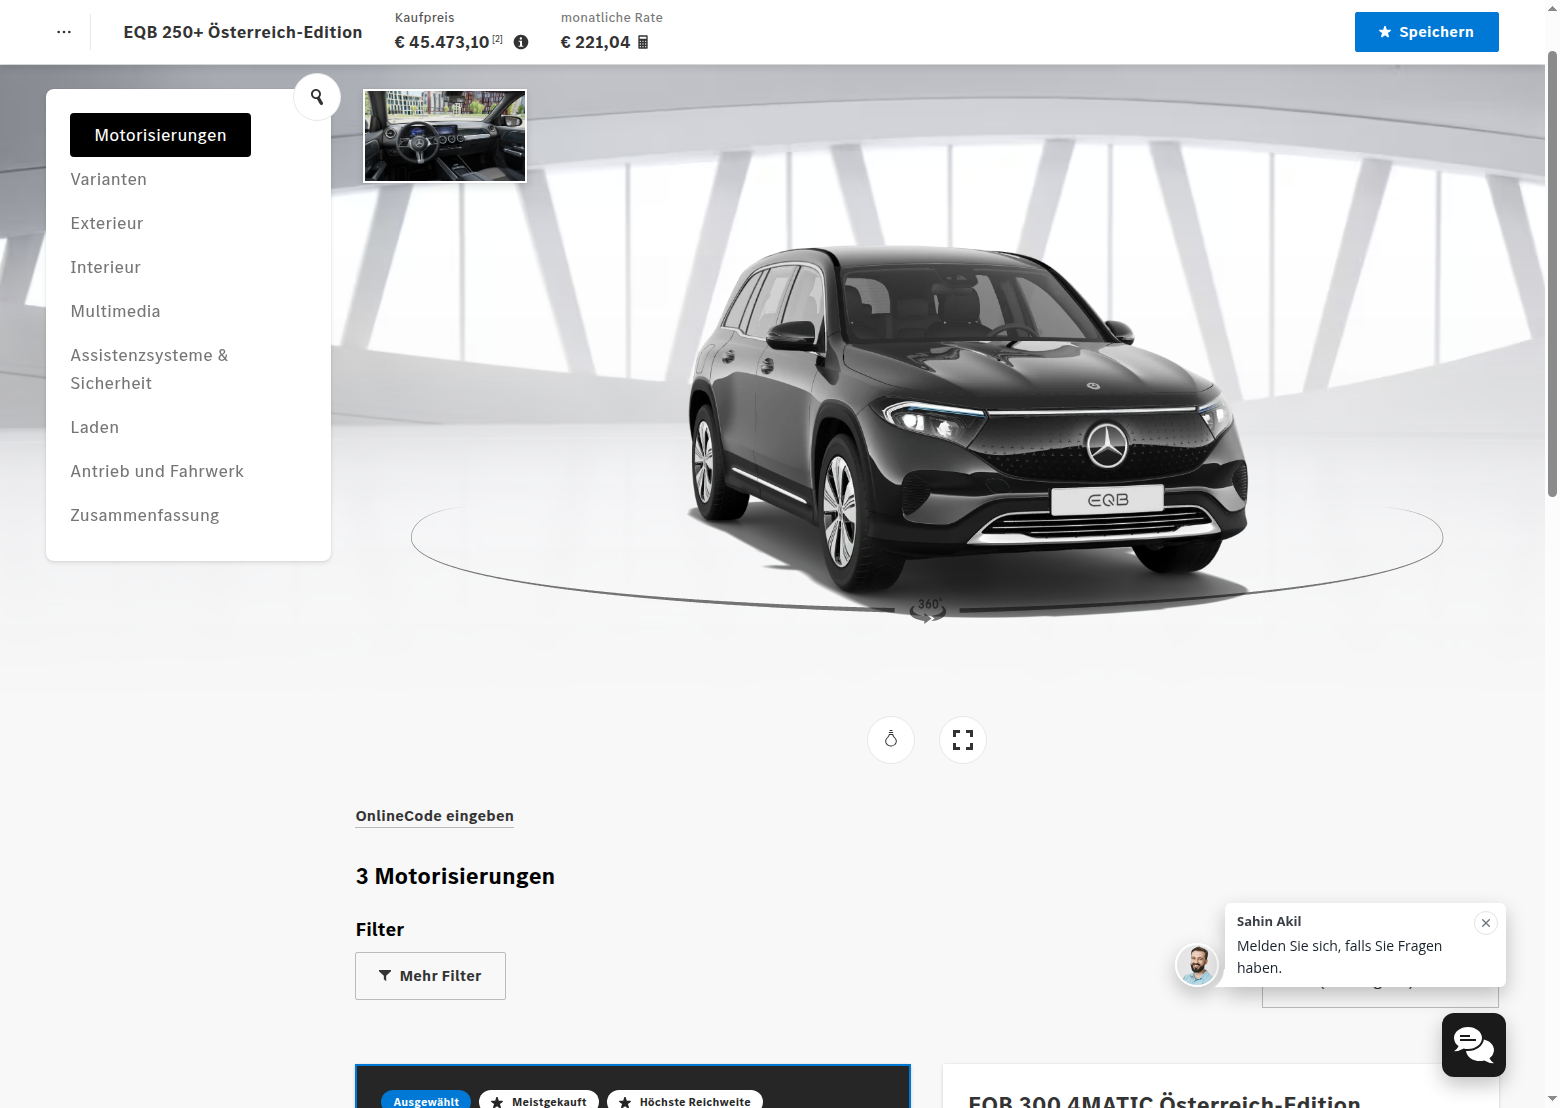 EQB 250+ Österreich-Edition
Kaufpreis
€ 45.473,10 [2]
monatliche Rate
€ 221,04
Speichern
Motorisierungen
Varianten
Exterieur
Interieur
Multimedia
Assistenzsysteme &
Sicherheit
Laden
Antrieb und Fahrwerk
Zusammenfassung
EQB
360°
OnlineCode eingeben
3 Motorisierungen
Filter
Mehr Filter
Sahin Akil
Melden Sie sich, falls Sie Fragen
haben.
Ausgewählt
Meistgekauft
Höchste Reichweite
EQB 300 4MATIC Österreich-Edition